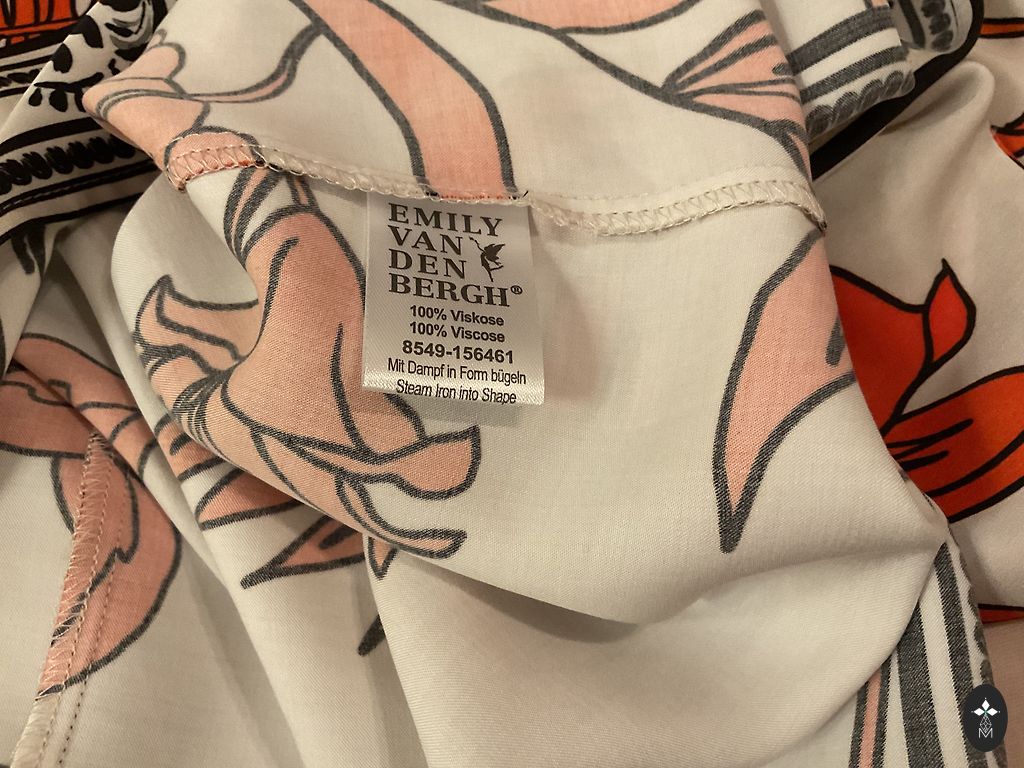 EMILY
VAN
DEN
BERGH®
100% Viskose
100% Viscose
8549-156461
Mit Dampf in Form bügeln
Steam Iron into Shape
M